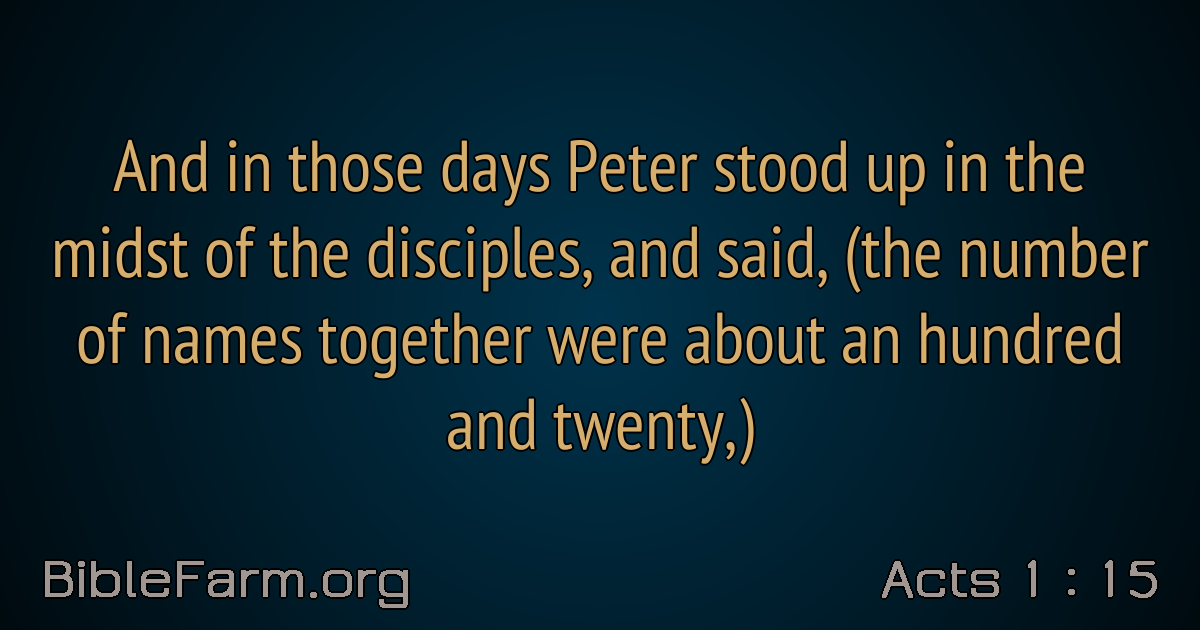 And in those days Peter stood up in the
midst of the disciples, and said, (the number
of names together were about an hundred
and twenty,)
BibleFarm.org
Acts 1 : 15